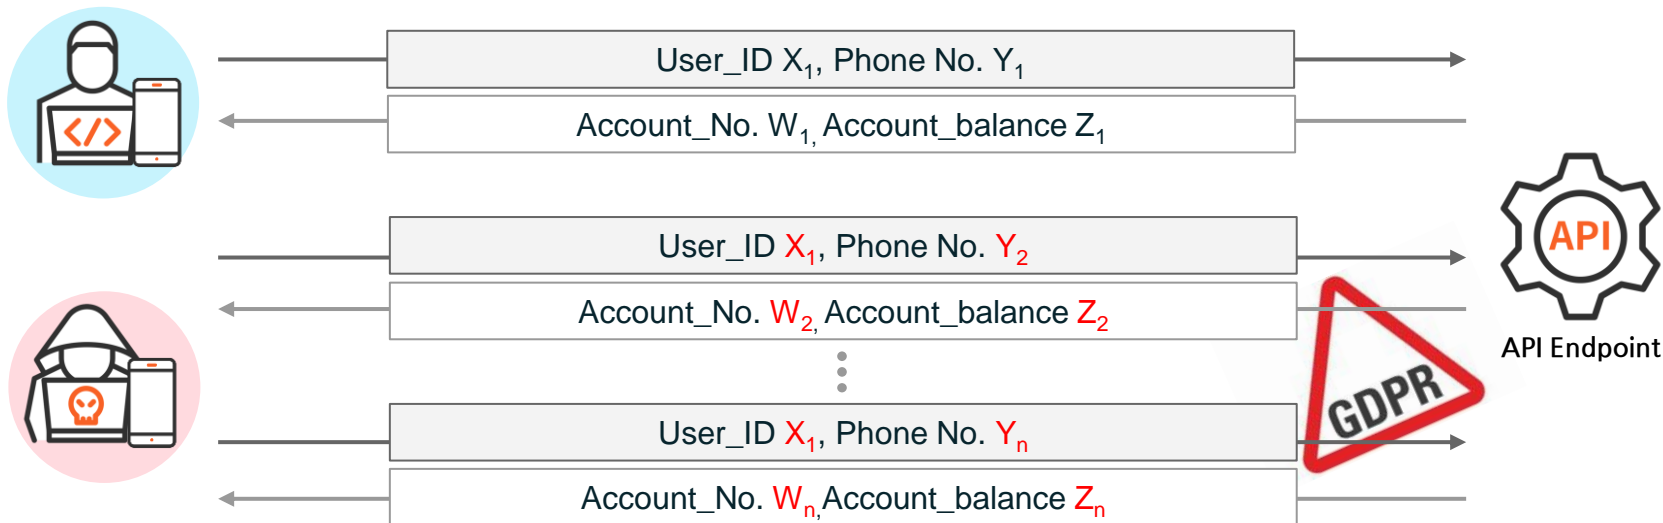 User_ID X₁, Phone No. Y₁
Account_No. W₁, Account_balance Z₁
User_ID X₁, Phone No. Y₂
Account_No. W₂, Account_balance Z₂
API
API Endpoint
GDPR
User_ID X₁, Phone No. Yₙ
Account_No. Wₙ,Account_balance Zₙ
</>